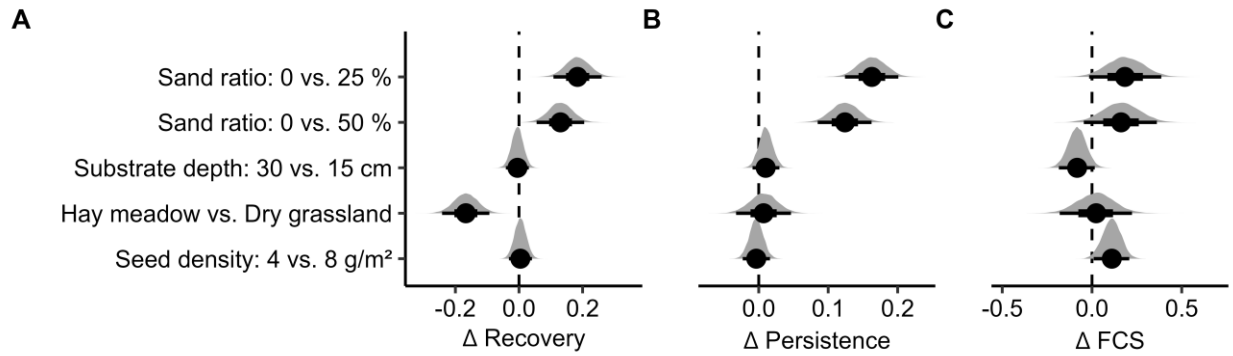 A B C
Sand ratio: 0 vs. 25 %
Sand ratio: 0 vs. 50 %
Substrate depth: 30 vs. 15 cm
Hay meadow vs. Dry grassland
Seed density: 4 vs. 8 g/m²
-0.2 0.0 0.2 0.0 0.1 0.2 -0.5 0.0 0.5
Δ Recovery Δ Persistence Δ FCS